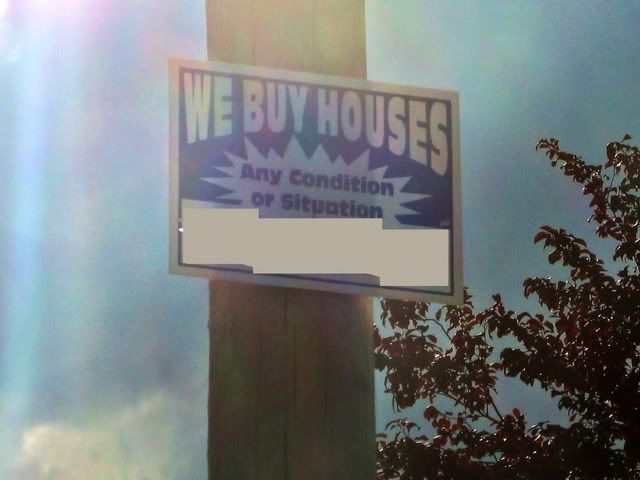 WE BUY HOUSES
Any Condition
or Situation